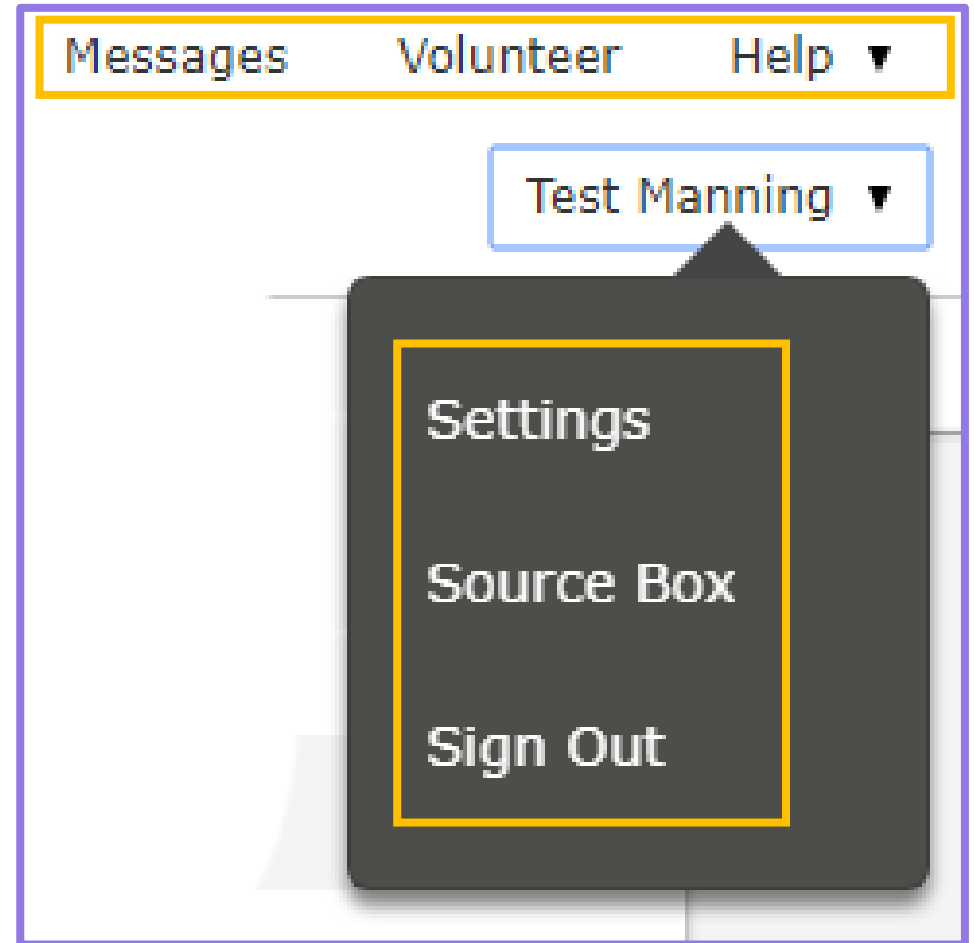 Messages Volunteer Help ▼
Test Manning ▼
Settings
Source Box
Sign Out